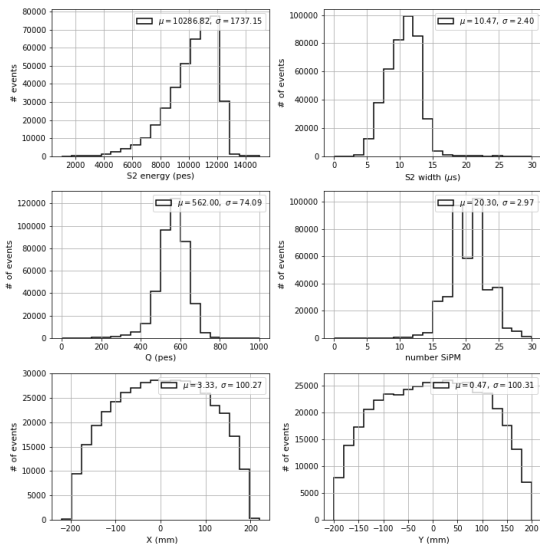 80000
70000
60000
50000
40000
30000
20000
10000
0
# of events
μ=10286.82, σ=1737.15
2000 4000 6000 8000 10000 12000 14000
S2 energy (pes)
100000
80000
60000
40000
20000
0
# of events
μ=10.47, σ=2.40
0 5 10 15 20 25 30
S2 width (μs)
120000
100000
80000
60000
40000
20000
0
# of events
μ=562.00, σ=74.09
0 200 400 600 800 1000
Q (pes)
100000
80000
60000
40000
20000
0
# of events
μ=20.30, σ=2.97
0 5 10 15 20 25 30
number SiPM
30000
25000
20000
15000
10000
5000
0
# of events
μ=3.33, σ=100.27
−200 −100 0 100 200
X (mm)
25000
20000
15000
10000
5000
0
# of events
μ=0.47, σ=100.31
−200 −150 −100 −50 0 50 100 150 200
Y (mm)